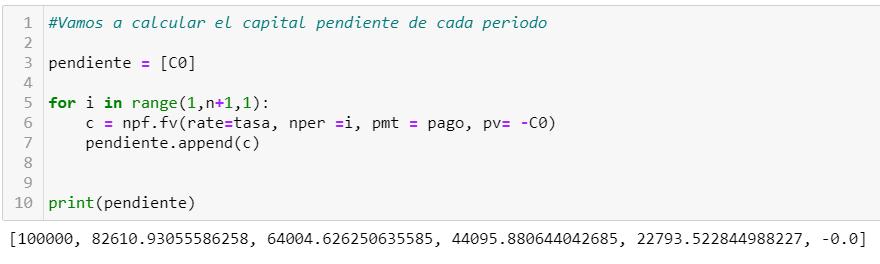 1 #Vamos a calcular el capital pendiente de cada periodo
2
3 pendiente = [C0]
4
5 for i in range(1,n+1,1):
6     c = npf.fv(rate=tasa, nper =i, pmt = pago, pv= -C0)
7     pendiente.append(c)
8
9
10 print(pendiente)
[100000, 82610.93055586258, 64004.626250635585, 44095.880644042685, 22793.522844988227, -0.0]